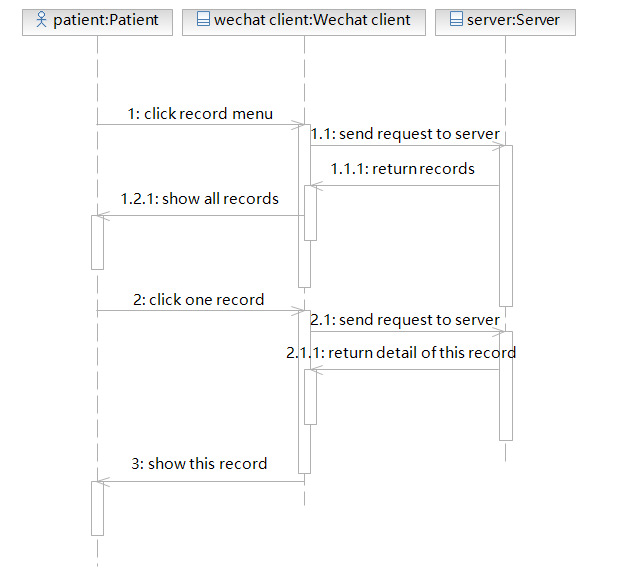 patient:Patient
wechat client:Wechat client
server:Server
1: click record menu
1.1: send request to server
1.1.1: return records
1.2.1: show all records
2: click one record
2.1: send request to server
2.1.1: return detail of this record
3: show this record